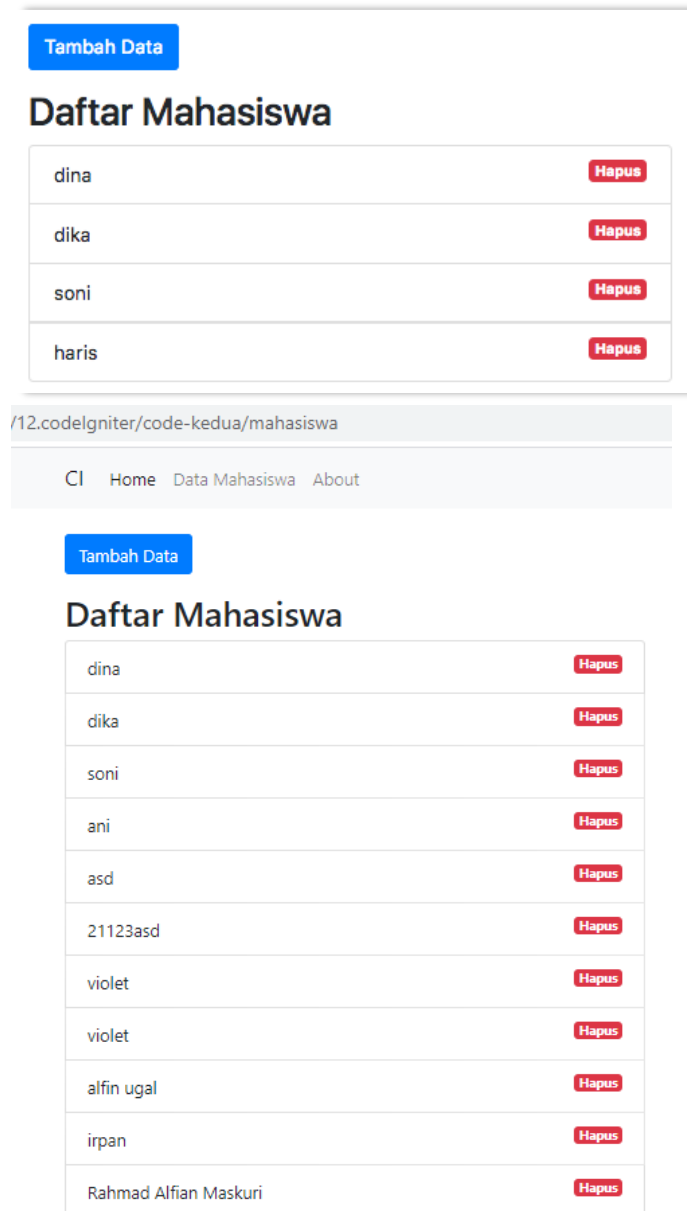 Tambah Data
Daftar Mahasiswa
dina Hapus
dika Hapus
soni Hapus
haris Hapus
/12.codeIgniter/code-kedua/mahasiswa
CI Home Data Mahasiswa About
Tambah Data
Daftar Mahasiswa
dina Hapus
dika Hapus
soni Hapus
ani Hapus
asd Hapus
21123asd Hapus
violet Hapus
violet Hapus
alfin ugal Hapus
irpan Hapus
Rahmad Alfian Maskuri Hapus